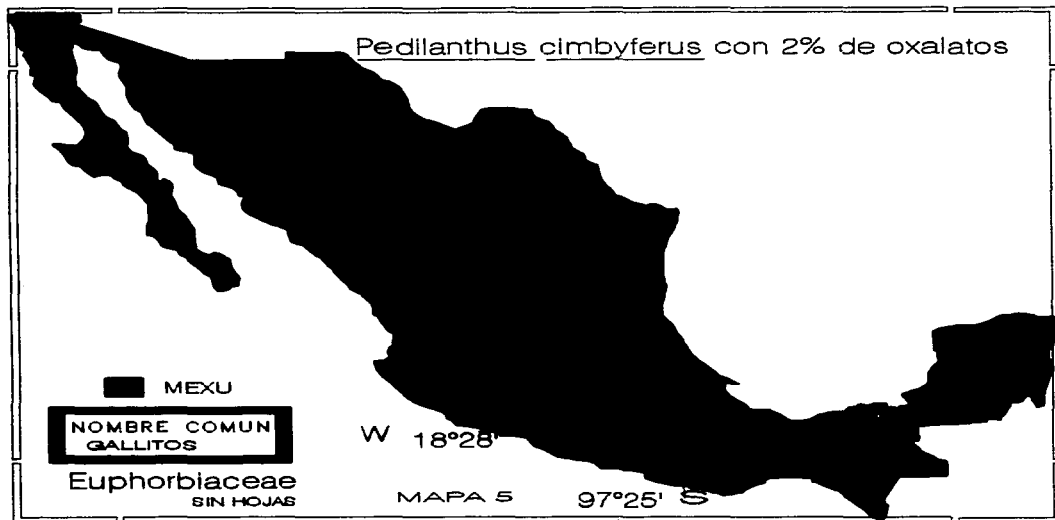 Pedilanthus cimbyferus con 2% de oxalatos
MEXU
NOMBRE COMUN
GALLITOS
Euphorbiaceae
SIN HOJAS
W 18°28'
MAPA 5
97°25' S